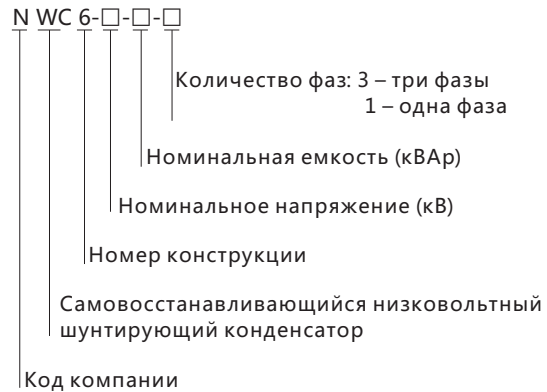 N WC 6-□-□-□
Количество фаз: 3 – три фазы
1 – одна фаза
Номинальная емкость (кВАр)
Номинальное напряжение (кВ)
Номер конструкции
Самовосстанавливающийся низковольтный
шунтирующий конденсатор
Код компании